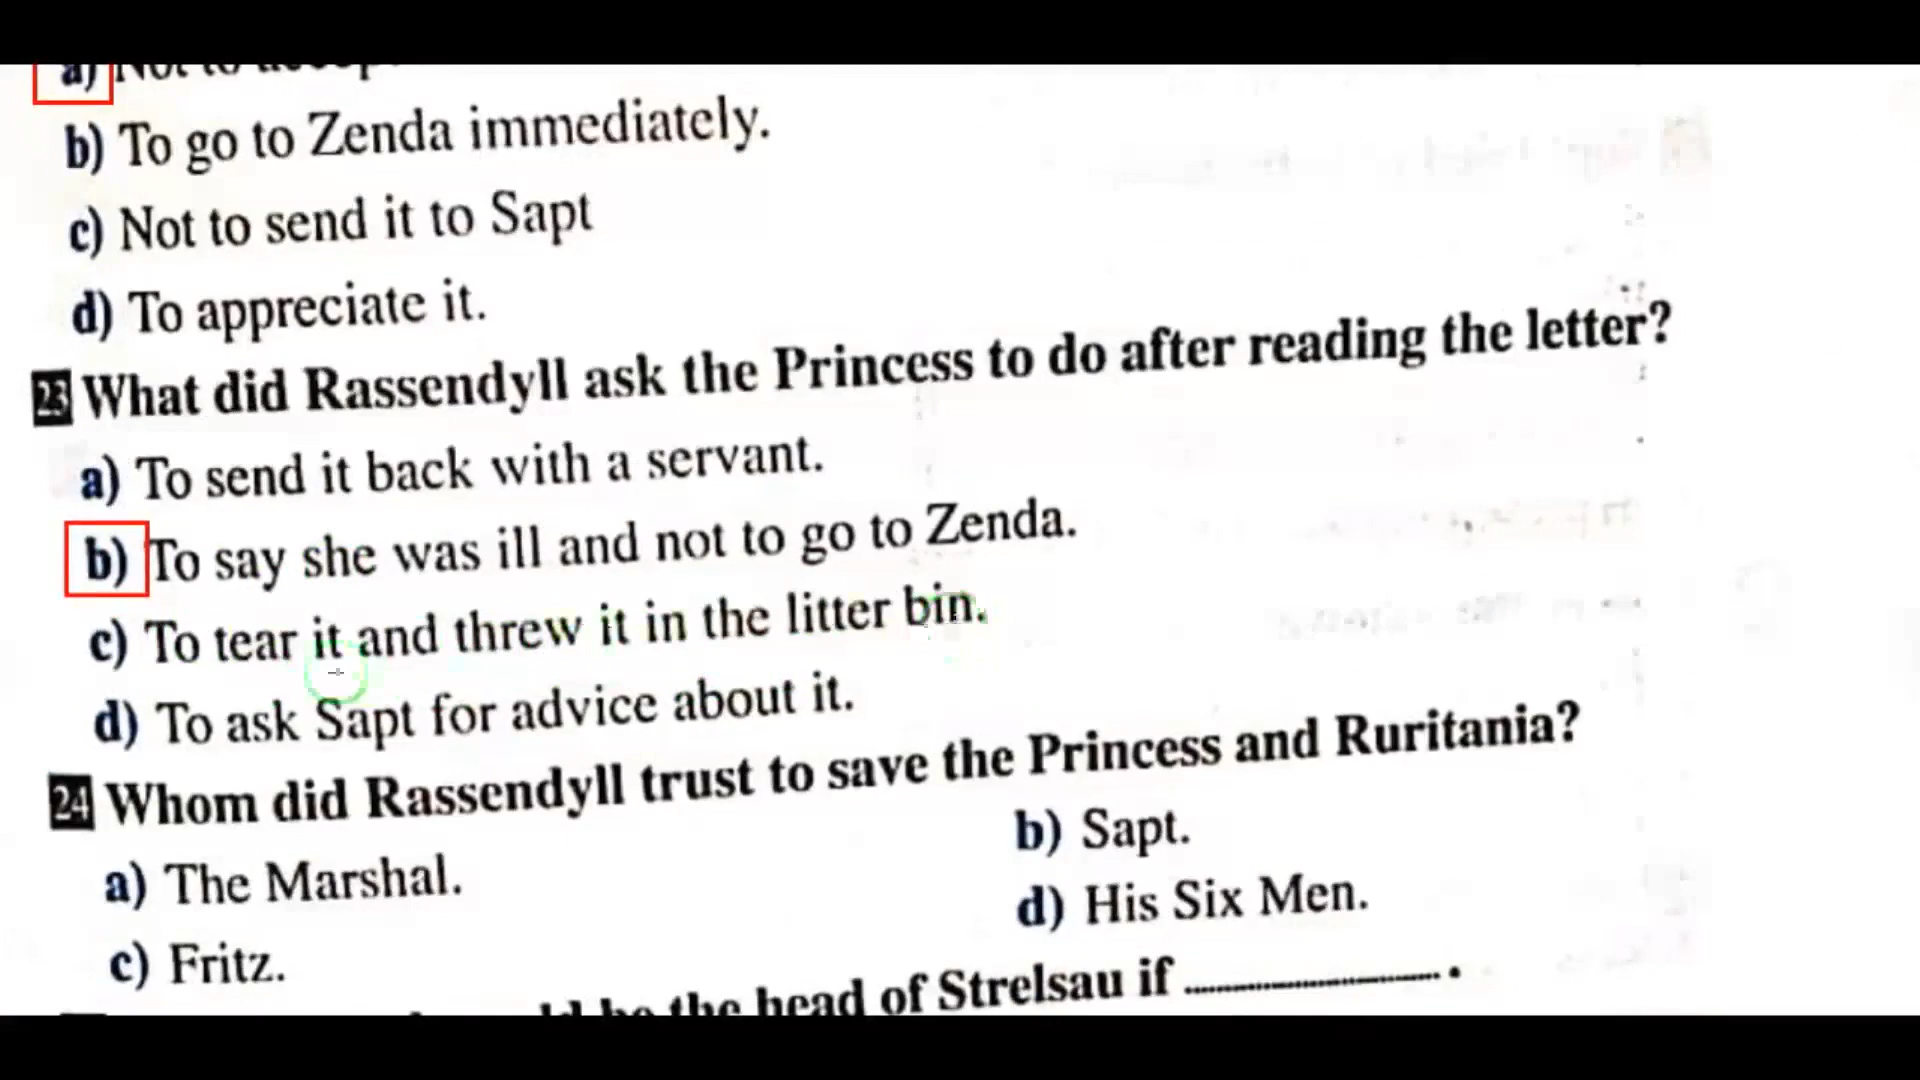 a) Not to
b) To go to Zenda immediately.
c) Not to send it to Sapt
d) To appreciate it.
23 What did Rassendyll ask the Princess to do after reading the letter?
a) To send it back with a servant.
b) To say she was ill and not to go to Zenda.
c) To tear it and threw it in the litter bin.
d) To ask Sapt for advice about it.
24 Whom did Rassendyll trust to save the Princess and Ruritania?
a) The Marshal.
b) Sapt.
c) Fritz.
d) His Six Men.
be the head of Strelsau if ............................ .